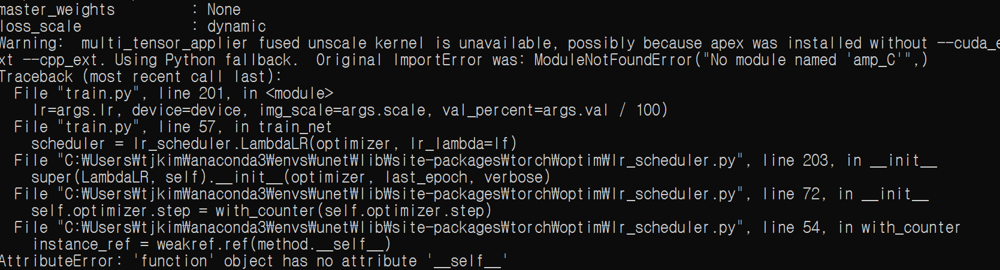 master_weights         : None
loss_scale             : dynamic
Warning:  multi_tensor_applier fused unscale kernel is unavailable, possibly because apex was installed without --cuda_e
xt --cpp_ext. Using Python fallback.  Original ImportError was: ModuleNotFoundError("No module named 'amp_C'",)
Traceback (most recent call last):
  File "train.py", line 201, in <module>
    lr=args.lr, device=device, img_scale=args.scale, val_percent=args.val / 100)
  File "train.py", line 57, in train_net
    scheduler = lr_scheduler.LambdaLR(optimizer, lr_lambda=lf)
  File "C:₩Users₩tjkim₩anaconda3₩envs₩unet₩lib₩site-packages₩torch₩optim₩lr_scheduler.py", line 203, in __init__
    super(LambdaLR, self).__init__(optimizer, last_epoch, verbose)
  File "C:₩Users₩tjkim₩anaconda3₩envs₩unet₩lib₩site-packages₩torch₩optim₩lr_scheduler.py", line 72, in __init__
    self.optimizer.step = with_counter(self.optimizer.step)
  File "C:₩Users₩tjkim₩anaconda3₩envs₩unet₩lib₩site-packages₩torch₩optim₩lr_scheduler.py", line 54, in with_counter
    instance_ref = weakref.ref(method.__self__)
AttributeError: 'function' object has no attribute '__self__'